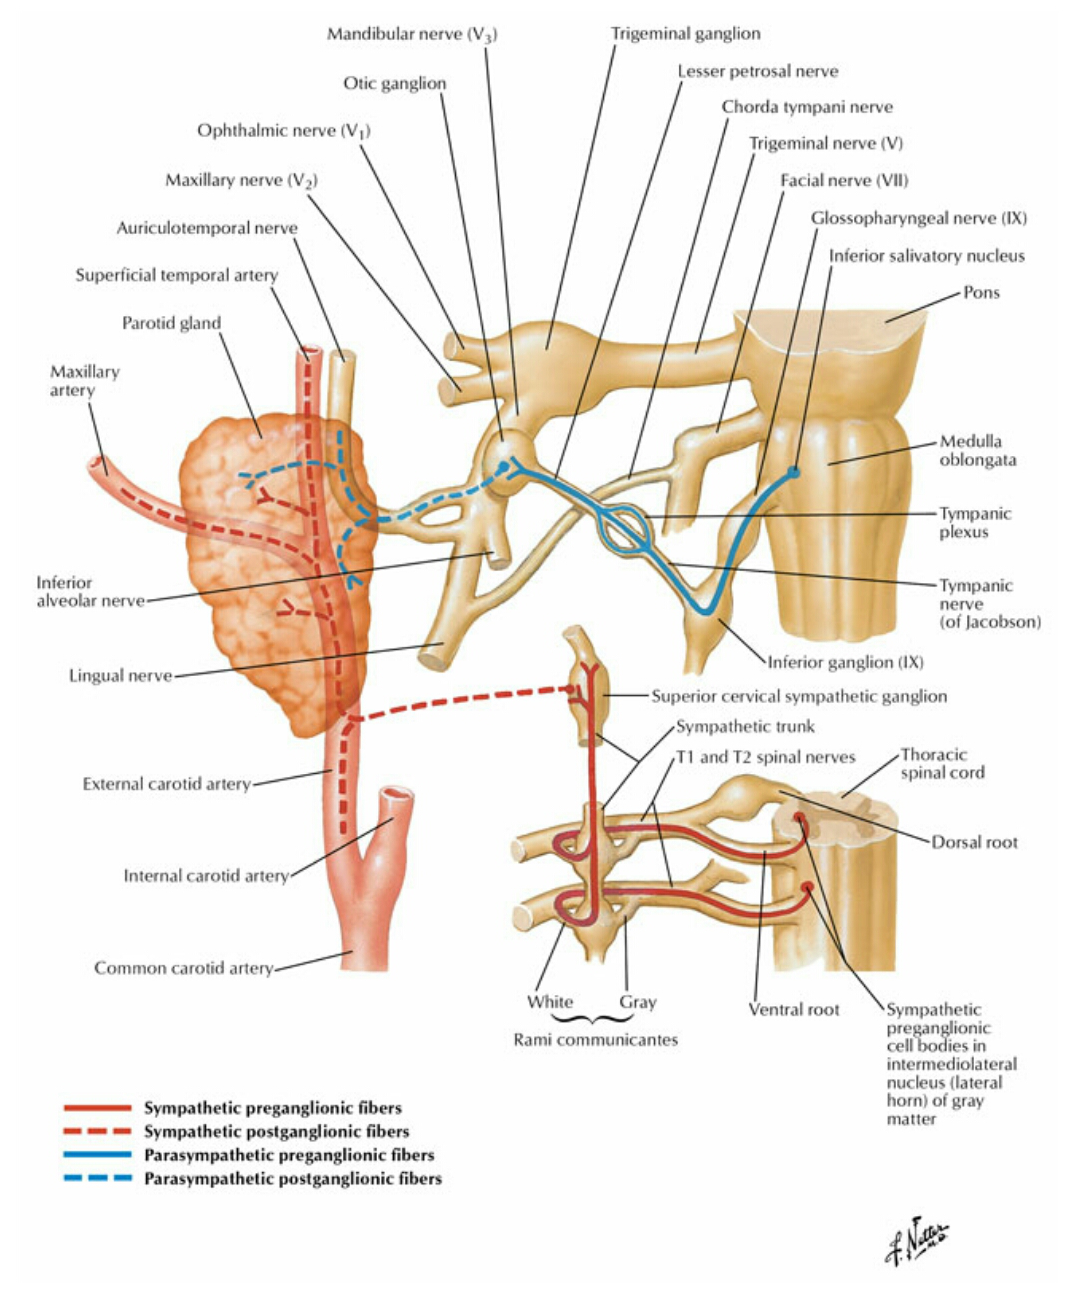 Mandibular nerve (V3)
Trigeminal ganglion
Lesser petrosal nerve
Otic ganglion
Chorda tympani nerve
Ophthalmic nerve (V1)
Trigeminal nerve (V)
Maxillary nerve (V2)
Facial nerve (VII)
Glossopharyngeal nerve (IX)
Auriculotemporal nerve
Inferior salivatory nucleus
Superficial temporal artery
Pons
Parotid gland
Maxillary
artery
Medulla
oblongata
Tympanic
plexus
Inferior
alveolar nerve
Tympanic
nerve
(of Jacobson)
Inferior ganglion (IX)
Lingual nerve
Superior cervical sympathetic ganglion
Sympathetic trunk
T1 and T2 spinal nerves
Thoracic
spinal cord
External carotid artery
Dorsal root
Internal carotid artery
Common carotid artery
White
Gray
Rami communicantes
Ventral root
Sympathetic
preganglionic
cell bodies in
intermediolateral
nucleus (lateral
horn) of gray
matter
Sympathetic preganglionic fibers
Sympathetic postganglionic fibers
Parasympathetic preganglionic fibers
Parasympathetic postganglionic fibers
F. Netter
M.D.